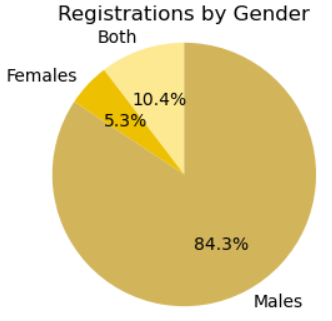 Registrations by Gender
Both
Females
10.4%
5.3%
84.3%
Males